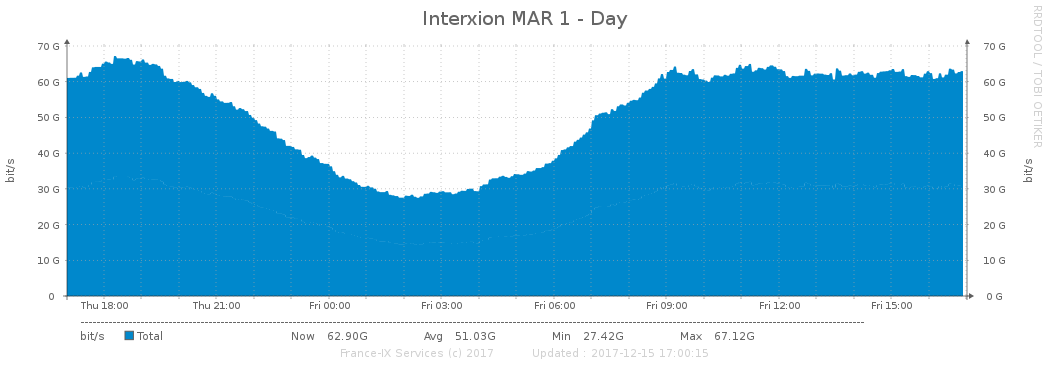 Interxion MAR 1 - Day
RRDTOOL / TOBI OETIKER
70 G 70 G
60 G 60 G
50 G 50 G
40 G 40 G
30 G 30 G
20 G 20 G
10 G 10 G
0 0 G
bit/s
bit/s
Thu 18:00 Thu 21:00 Fri 00:00 Fri 03:00 Fri 06:00 Fri 09:00 Fri 12:00 Fri 15:00
bit/s Total Now 62.90G Avg 51.03G Min 27.42G Max 67.12G
France-IX Services (c) 2017 Updated : 2017-12-15 17:00:15